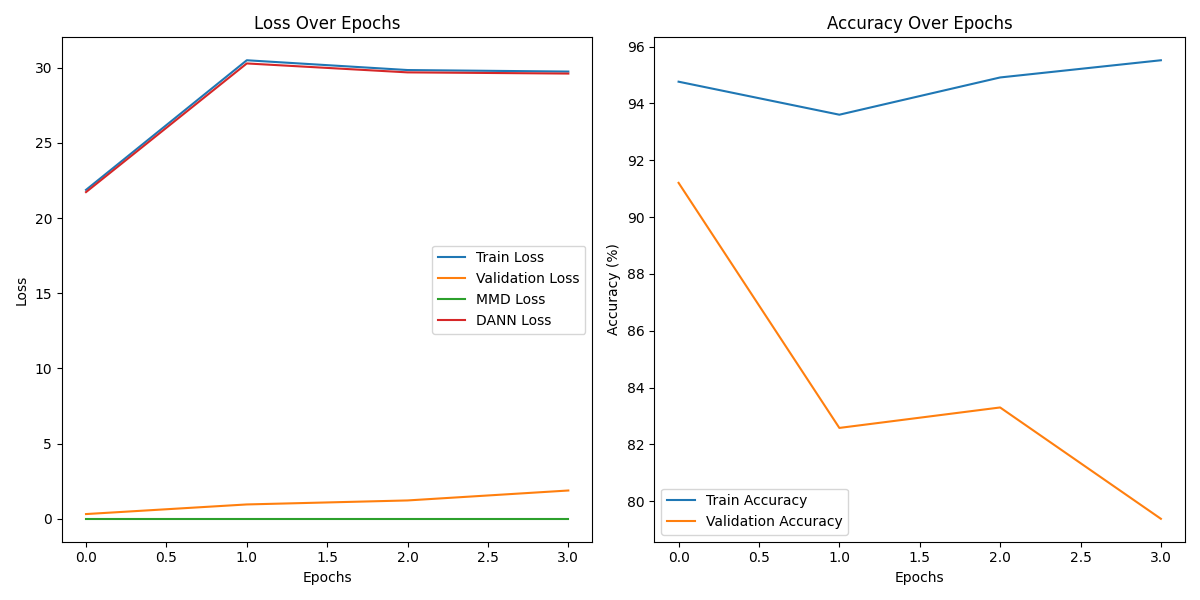 Loss Over Epochs
Loss
30
25
20
15
10
5
0
0.0 0.5 1.0 1.5 2.0 2.5 3.0
Epochs
Train Loss
Validation Loss
MMD Loss
DANN Loss
Accuracy Over Epochs
Accuracy (%)
96
94
92
90
88
86
84
82
80
0.0 0.5 1.0 1.5 2.0 2.5 3.0
Epochs
Train Accuracy
Validation Accuracy